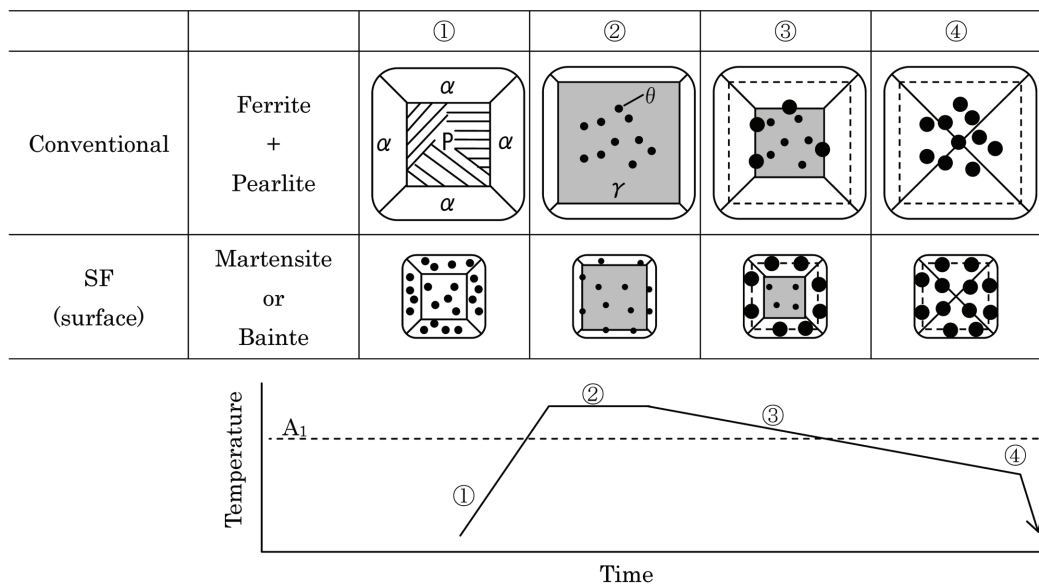 ① ② ③ ④
Conventional
Ferrite
+
Pearlite
α
α P α
α
θ
γ
SF
(surface)
Martensite
or
Bainte
Temperature
A1
①
②
③
④
Time